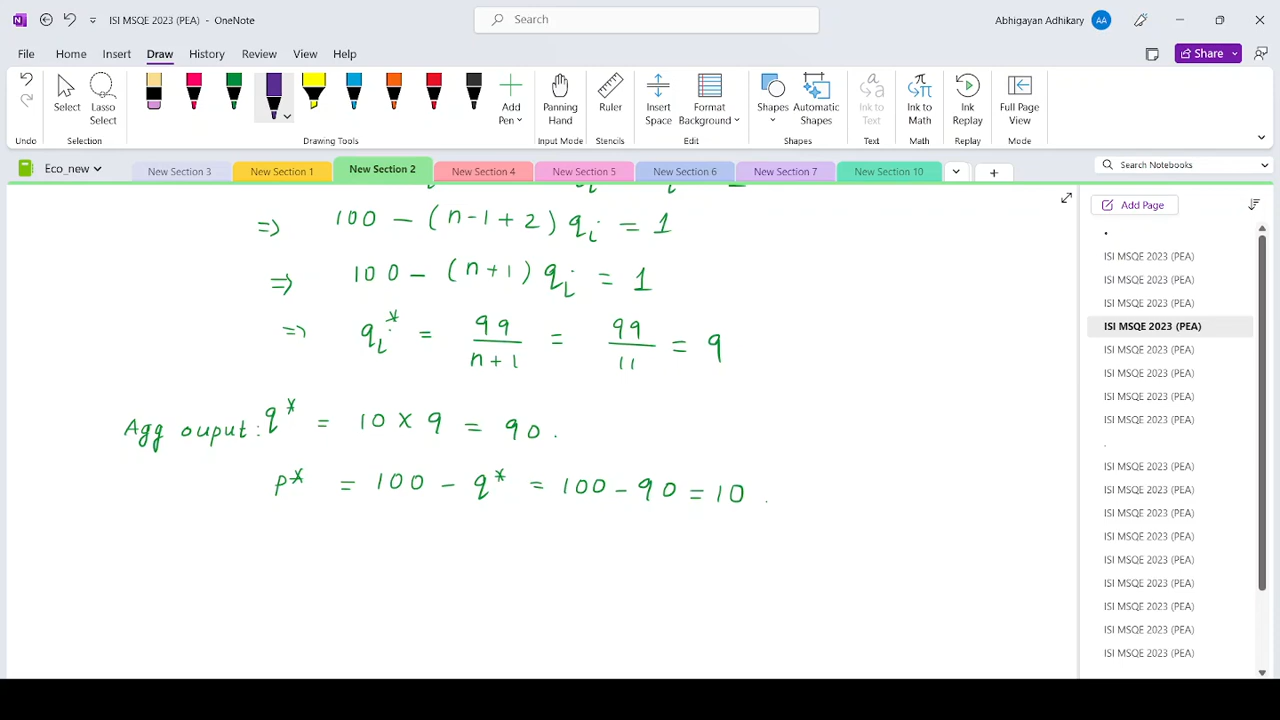 ISI MSQE 2023 (PEA) - OneNote
Search
Abhigayan Adhikary AA
File Home Insert Draw History Review View Help
Share
Select Lasso Select Add Pen Panning Hand Ruler Insert Space Format Background Shapes Automatic Shapes Ink to Text Ink to Math Ink Replay Full Page View
Undo Selection Drawing Tools Input Mode Stencils Edit Shapes Text Math Replay Mode
Eco_new New Section 3 New Section 1 New Section 2 New Section 4 New Section 5 New Section 6 New Section 7 New Section 10 Search Notebooks
Add Page
=> 100 - (n-1+2) qi = 1
=> 100 - (n+1) qi = 1
=> qi* = 99/(n+1) = 99/11 = 9
Agg ouput: q* = 10 × 9 = 90.
p* = 100 - q* = 100 - 90 = 10.
.
ISI MSQE 2023 (PEA)
ISI MSQE 2023 (PEA)
ISI MSQE 2023 (PEA)
ISI MSQE 2023 (PEA)
ISI MSQE 2023 (PEA)
ISI MSQE 2023 (PEA)
ISI MSQE 2023 (PEA)
ISI MSQE 2023 (PEA)
.
ISI MSQE 2023 (PEA)
ISI MSQE 2023 (PEA)
ISI MSQE 2023 (PEA)
ISI MSQE 2023 (PEA)
ISI MSQE 2023 (PEA)
ISI MSQE 2023 (PEA)
ISI MSQE 2023 (PEA)
ISI MSQE 2023 (PEA)
ISI MSQE 2023 (PEA)